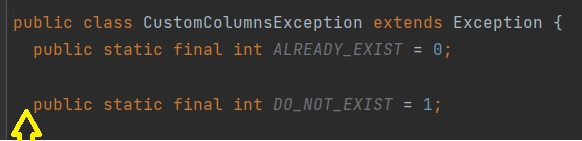 public class CustomColumnsException extends Exception {
public static final int ALREADY_EXIST = 0;
public static final int DO_NOT_EXIST = 1;